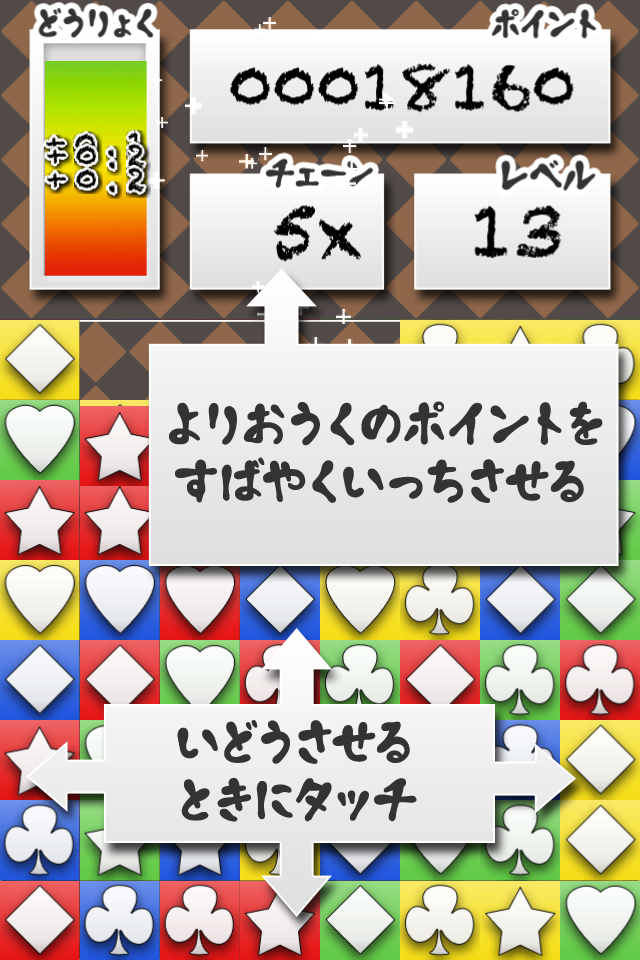 どうりょく
ポイント
00018160
+0.2
チェーン
レベル
5x
13
よりおうくのポイントを
すばやくいっちさせる
いどうさせる
ときにタッチ